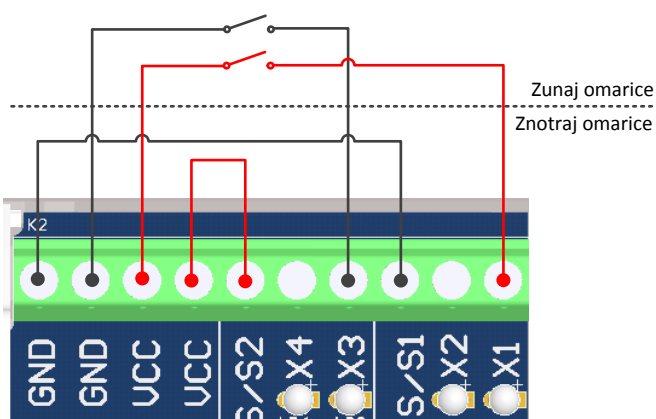 Zunaj omarice
Znotraj omarice
K2
GND
GND
VCC
VCC
S/S2
X4
X3
S/S1
X2
X1